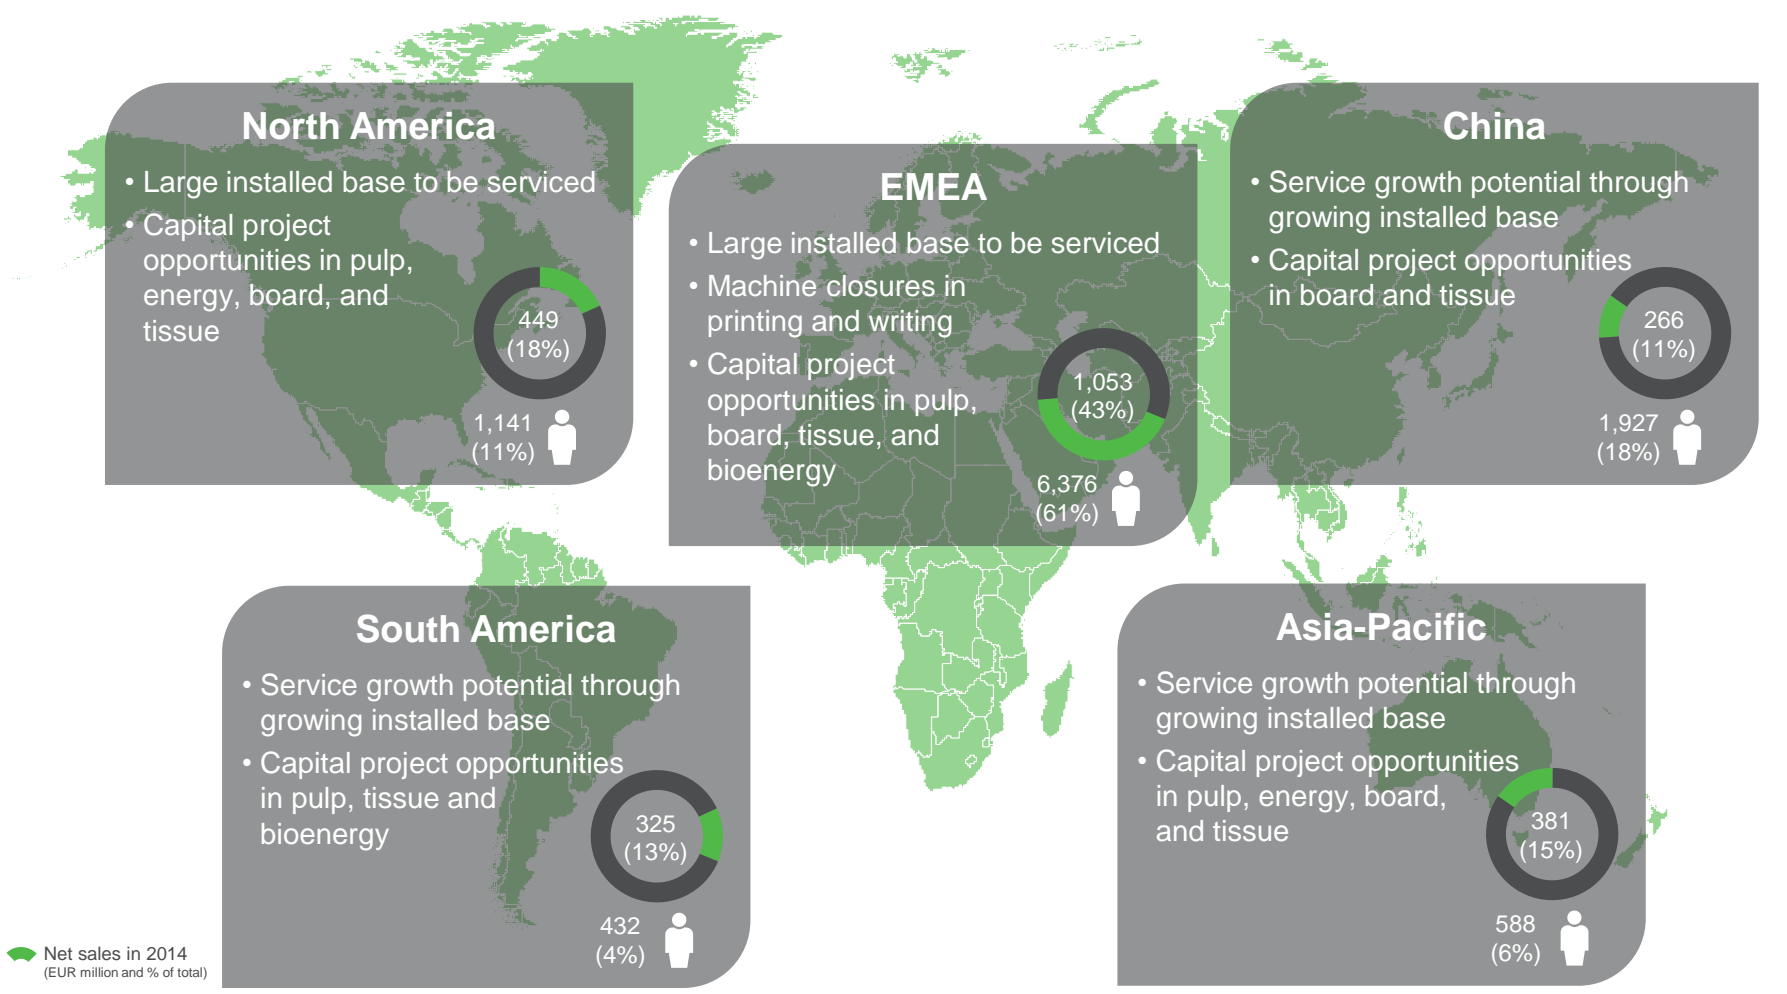 North America
• Large installed base to be serviced
• Capital project
opportunities in pulp,
energy, board, and
tissue
449
(18%)
1,141
(11%)
EMEA
• Large installed base to be serviced
• Machine closures in
printing and writing
• Capital project
opportunities in pulp,
board, tissue, and
bioenergy
1,053
(43%)
6,376
(61%)
China
• Service growth potential through
growing installed base
• Capital project opportunities
in board and tissue
266
(11%)
1,927
(18%)
South America
• Service growth potential through
growing installed base
• Capital project opportunities
in pulp, tissue and
bioenergy
325
(13%)
432
(4%)
Asia-Pacific
• Service growth potential through
growing installed base
• Capital project opportunities
in pulp, energy, board,
and tissue
381
(15%)
588
(6%)
Net sales in 2014
(EUR million and % of total)